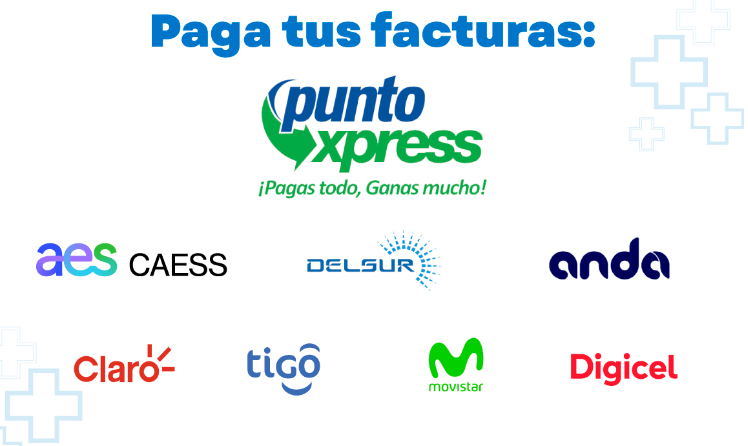 Paga tus facturas:
punto
xpress
¡Pagas todo, Ganas mucho!
aes CAESS
DELSUR
anda
Claro
tigo
movistar
Digicel